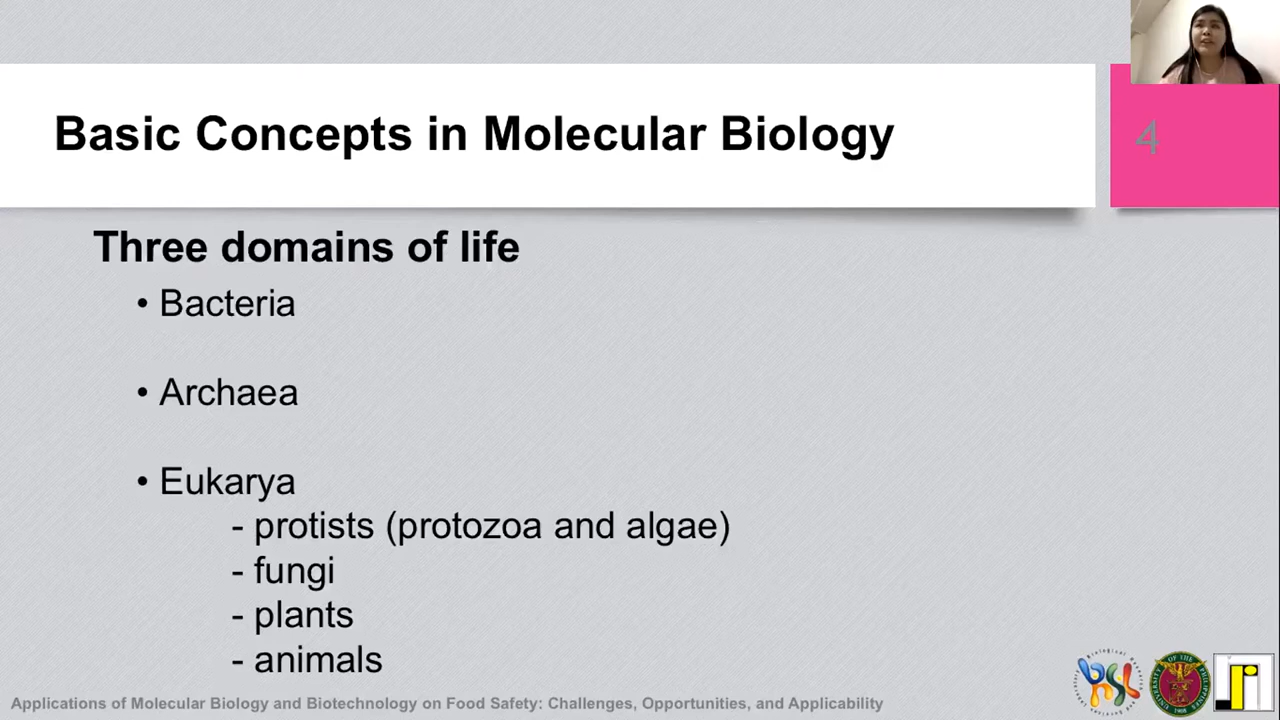 Basic Concepts in Molecular Biology
4
Three domains of life
• Bacteria
• Archaea
• Eukarya
- protists (protozoa and algae)
- fungi
- plants
- animals
Applications of Molecular Biology and Biotechnology on Food Safety: Challenges, Opportunities, and Applicability